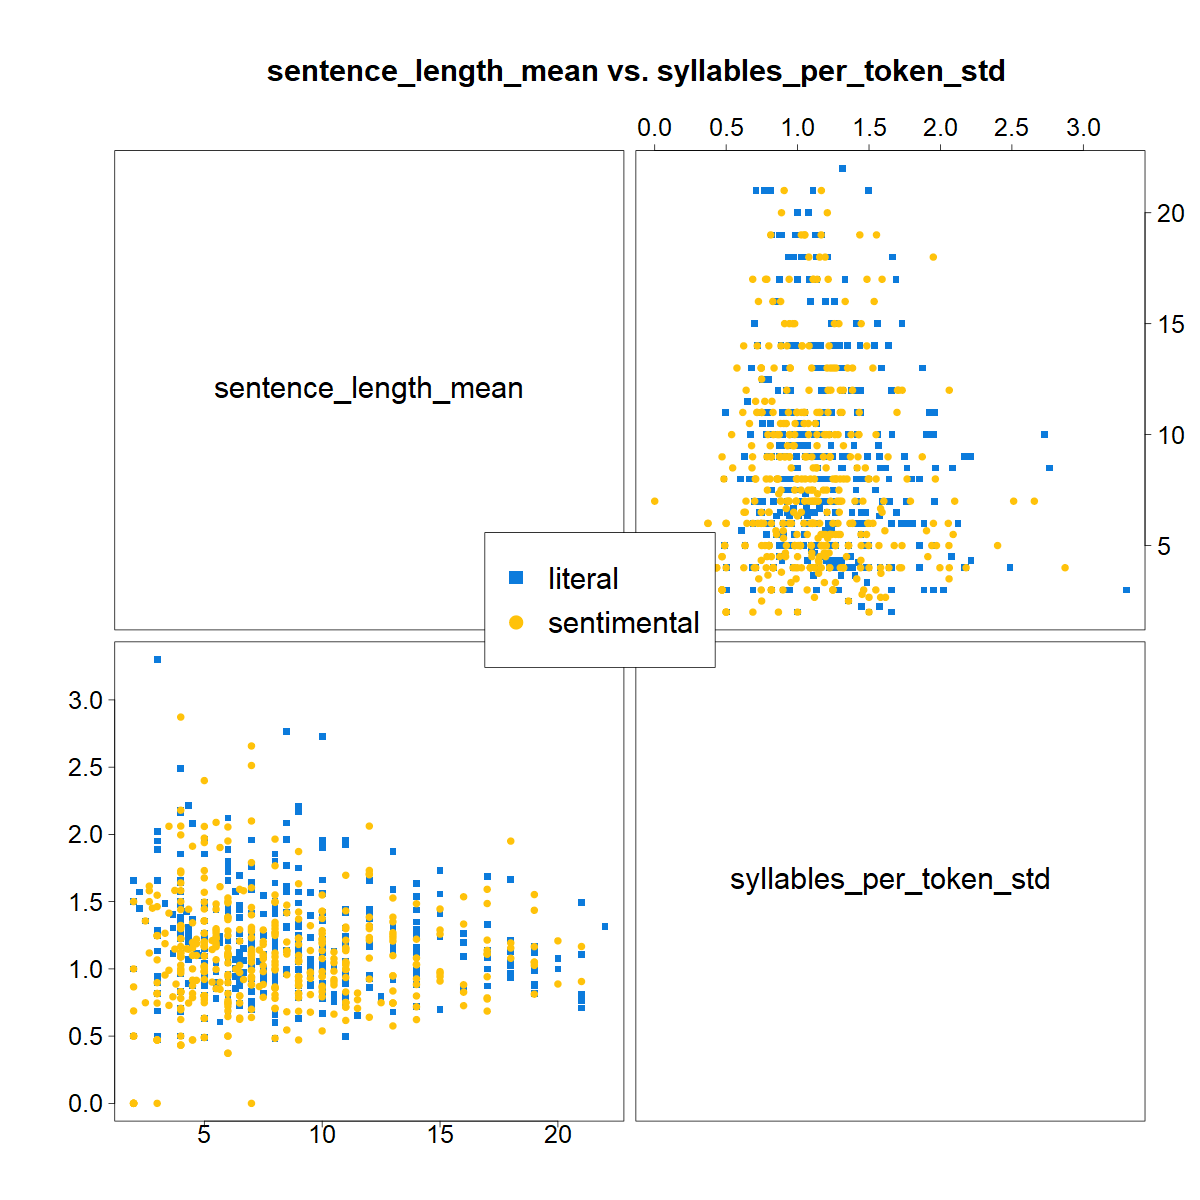 sentence_length_mean vs. syllables_per_token_std
0.0 0.5 1.0 1.5 2.0 2.5 3.0
sentence_length_mean
20
15
10
5
literal
sentimental
3.0
2.5
2.0
1.5
1.0
0.5
0.0
syllables_per_token_std
5 10 15 20